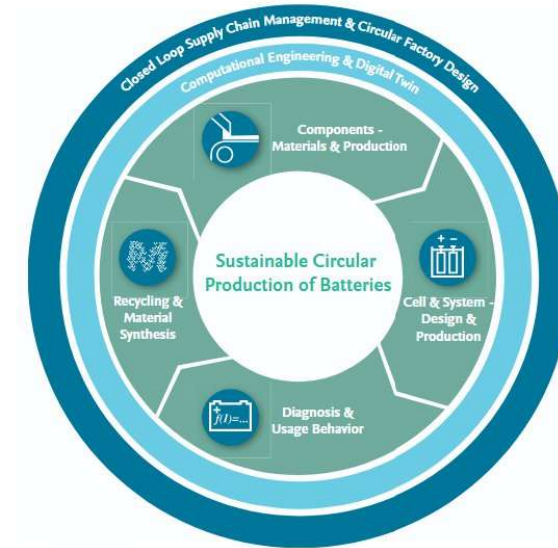 Closed Loop Supply Chain Management & Circular Factory Design
Computational Engineering & Digital Twin
Components -
Materials & Production
+ -
Cell & System -
Design &
Production
Diagnosis &
Usage Behavior
+ -
f(I)=...
Recycling &
Material
Synthesis
Sustainable Circular
Production of Batteries